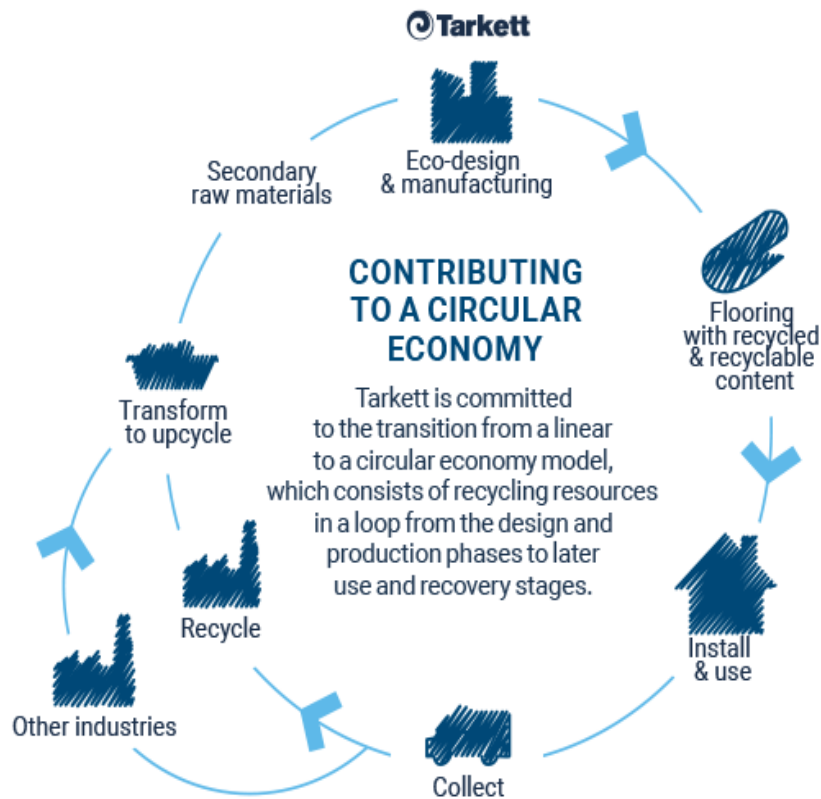 Tarkett
Eco-design
& manufacturing
Secondary
raw materials
Flooring
with recycled
& recyclable
content
CONTRIBUTING
TO A CIRCULAR
ECONOMY
Tarkett is committed
to the transition from a linear
to a circular economy model,
which consists of recycling resources
in a loop from the design and
production phases to later
use and recovery stages.
Transform
to upcycle
Recycle
Install
& use
Other industries
Collect